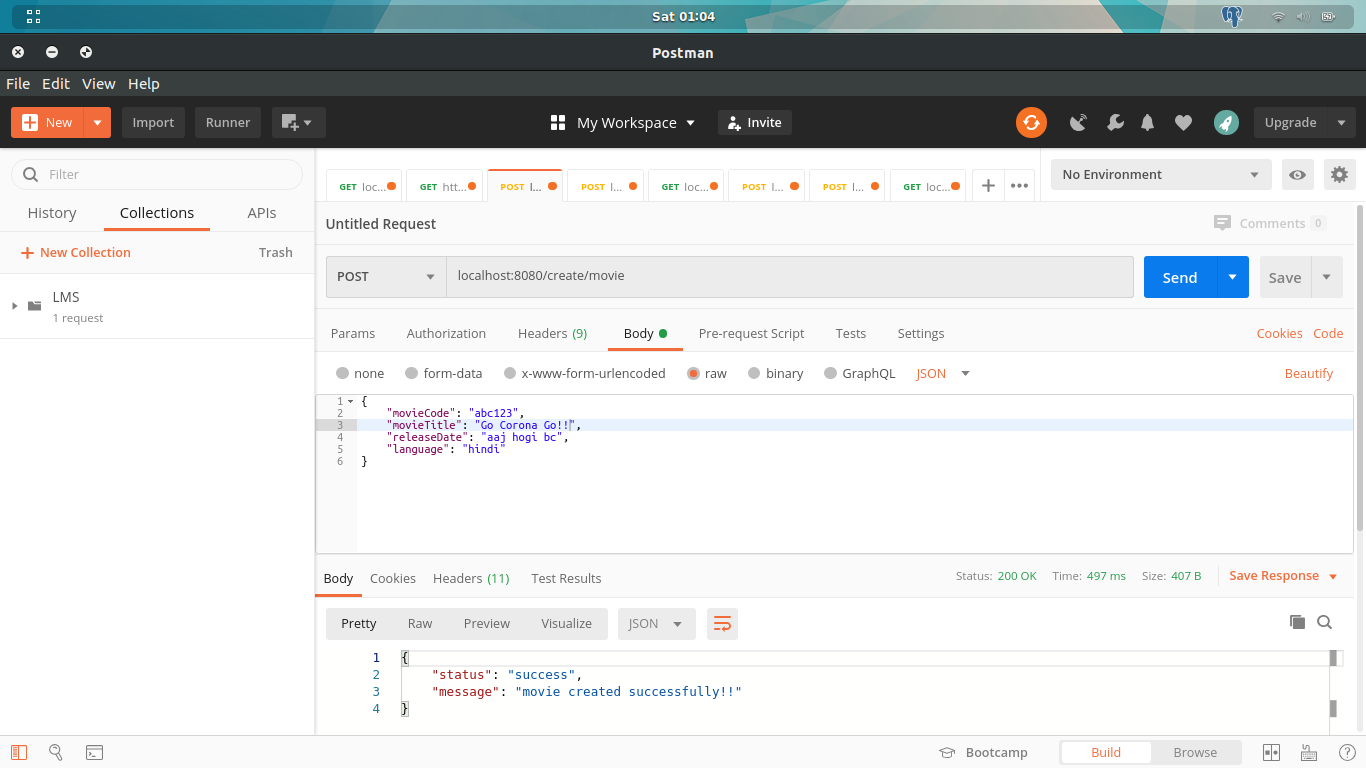 Sat 01:04
Postman
File Edit View Help
New Import Runner My Workspace Invite Upgrade
Filter
History Collections APIs
New Collection Trash
LMS
1 request
GET loc... GET htt... POST l... POST l... GET loc... POST l... POST l... GET loc... No Environment
Untitled Request Comments 0
POST localhost:8080/create/movie Send Save
Params Authorization Headers (9) Body Pre-request Script Tests Settings Cookies Code
none form-data x-www-form-urlencoded raw binary GraphQL JSON Beautify
1 {
2 "movieCode": "abc123",
3 "movieTitle": "Go Corona Go!!",
4 "releaseDate": "aaj hogi bc",
5 "language": "hindi"
6 }
Body Cookies Headers (11) Test Results Status: 200 OK Time: 497 ms Size: 407 B Save Response
Pretty Raw Preview Visualize JSON
1 {
2 "status": "success",
3 "message": "movie created successfully!!"
4 }
Bootcamp Build Browse